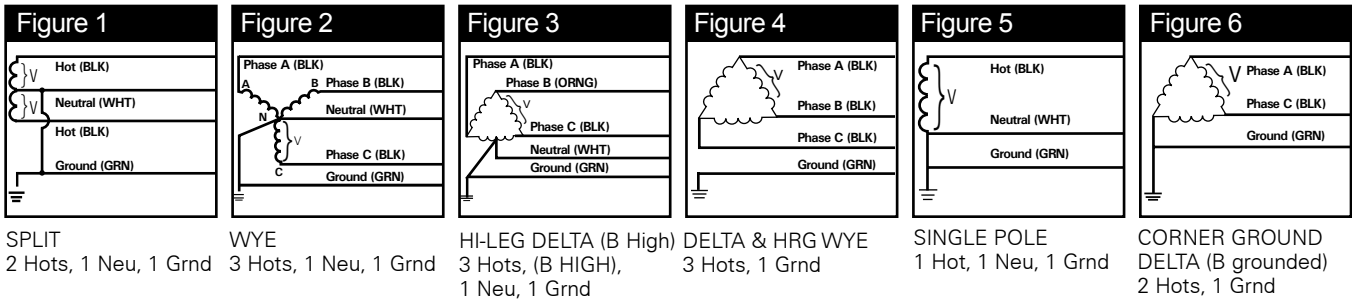 Figure 1
Hot (BLK)
V
Neutral (WHT)
V
Hot (BLK)
Ground (GRN)
SPLIT
2 Hots, 1 Neu, 1 Grnd
Figure 2
Phase A (BLK)
A
B
Phase B (BLK)
Neutral (WHT)
N
V
Phase C (BLK)
C
Ground (GRN)
WYE
3 Hots, 1 Neu, 1 Grnd
Figure 3
Phase A (BLK)
Phase B (ORNG)
V
Phase C (BLK)
Neutral (WHT)
Ground (GRN)
HI-LEG DELTA (B High)
3 Hots, (B HIGH),
1 Neu, 1 Grnd
Figure 4
V
Phase A (BLK)
Phase B (BLK)
Phase C (BLK)
Ground (GRN)
DELTA & HRG WYE
3 Hots, 1 Grnd
Figure 5
Hot (BLK)
V
Neutral (WHT)
Ground (GRN)
SINGLE POLE
1 Hot, 1 Neu, 1 Grnd
Figure 6
V
Phase A (BLK)
Phase C (BLK)
Ground (GRN)
CORNER GROUND
DELTA (B grounded)
2 Hots, 1 Grnd